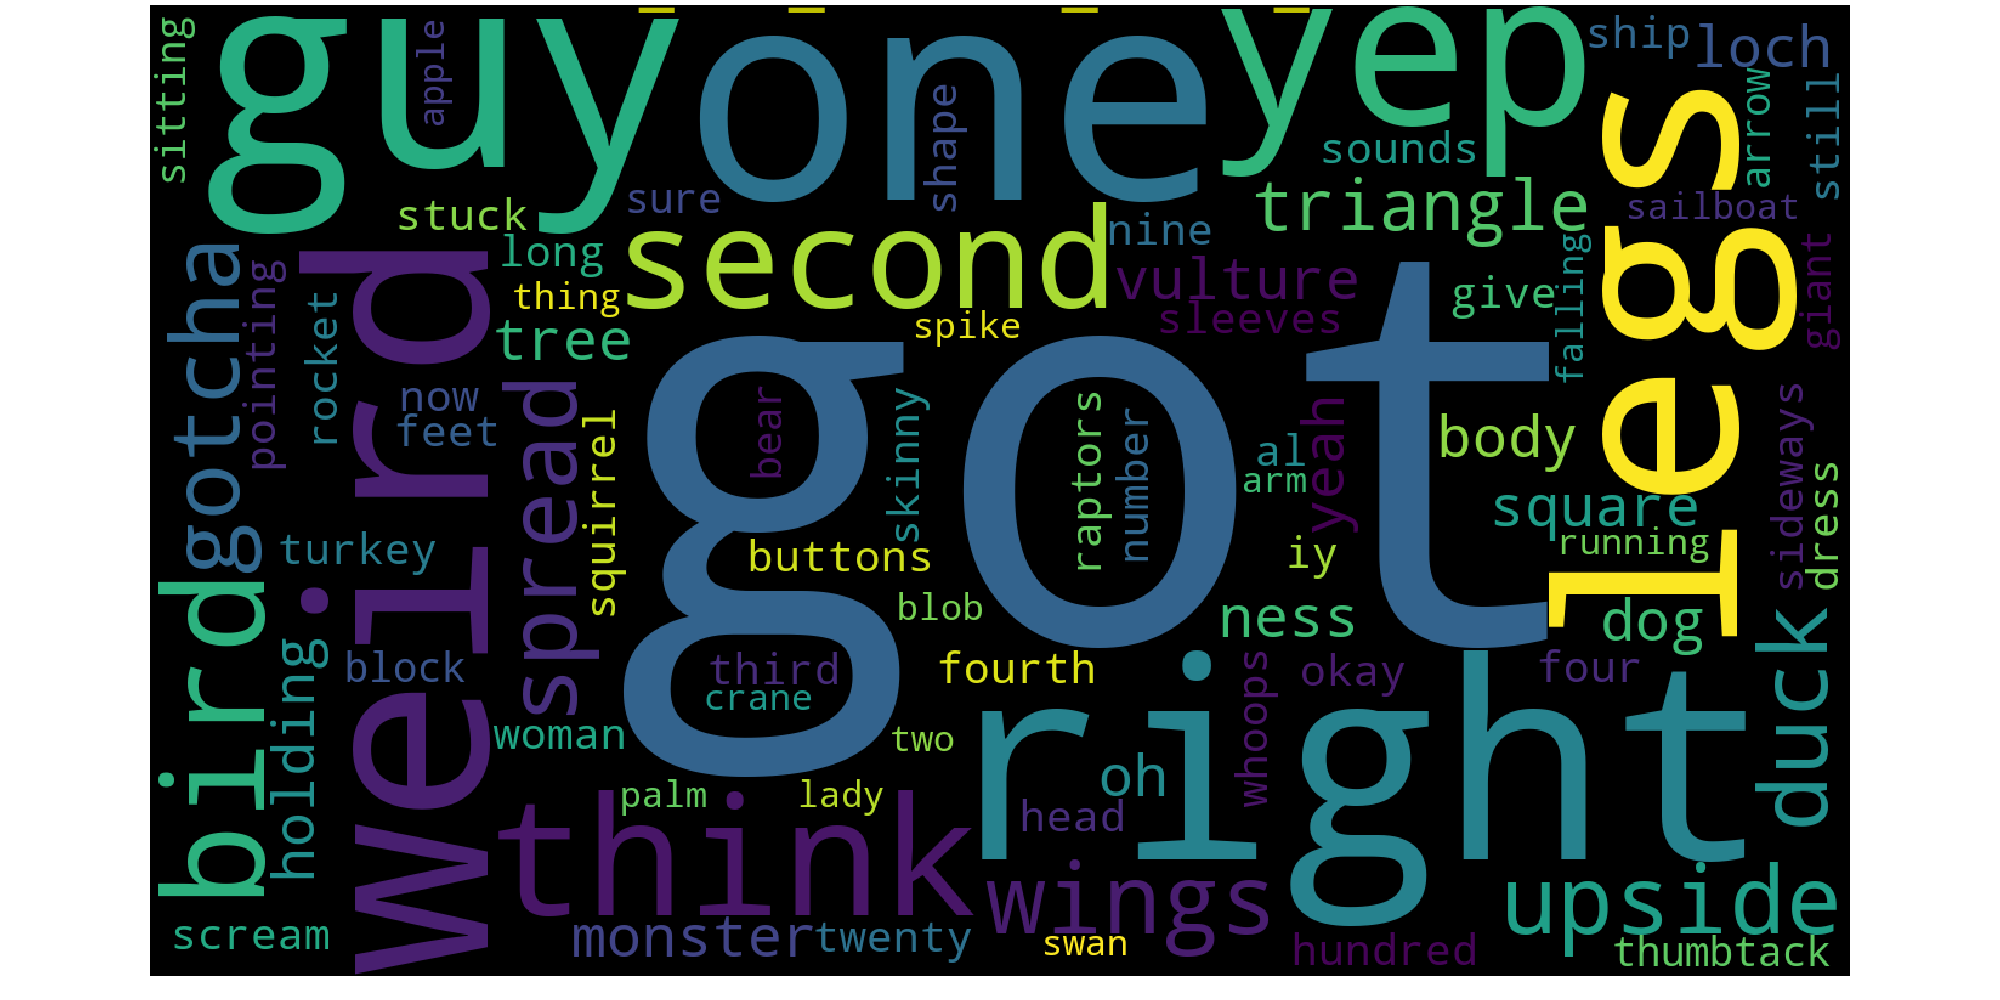 guy
one
yep
ship
loch
sitting
apple
shape
sounds
arrow
still
legs
sure
stuck
triangle
sailboat
nine
second
long
gotcha
pointing
weird
vulture
give
falling
giant
thing
rocket
tree
spike
sleeves
got
now
feet
spread
squirrel
bear
skinny
raptors
number
al
arm
yeah
body
sideways
square
dress
turkey
buttons
iy
running
bird
holding
blob
ness
dog
duck
block
third
fourth
whoops
okay
four
crane
right
woman
two
oh
palm
lady
think
head
wings
upside
scream
monster
twenty
swan
hundred
thumbtack